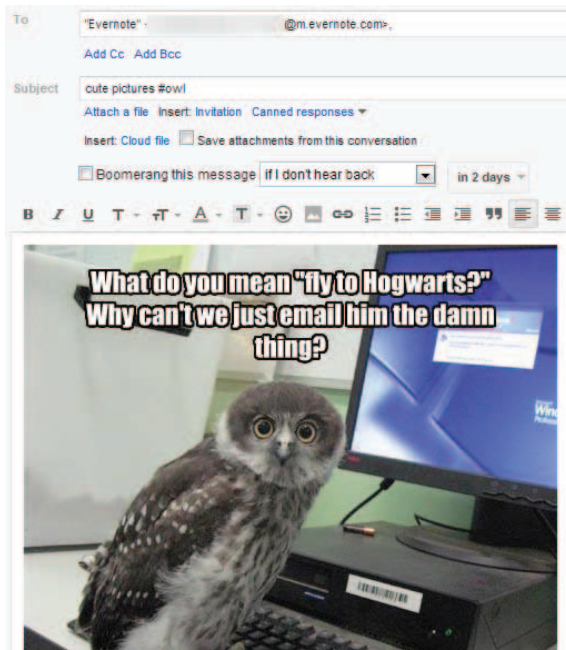 To
"Evernote" - @m.evernote.com>,
Add Cc Add Bcc
Subject
cute pictures #owl
Attach a file Insert: Invitation Canned responses
Insert: Cloud file Save attachments from this conversation
Boomerang this message if I don't hear back in 2 days
B I U T T A T
What do you mean "fly to Hogwarts?"
Why can't we just email him the damn
thing?